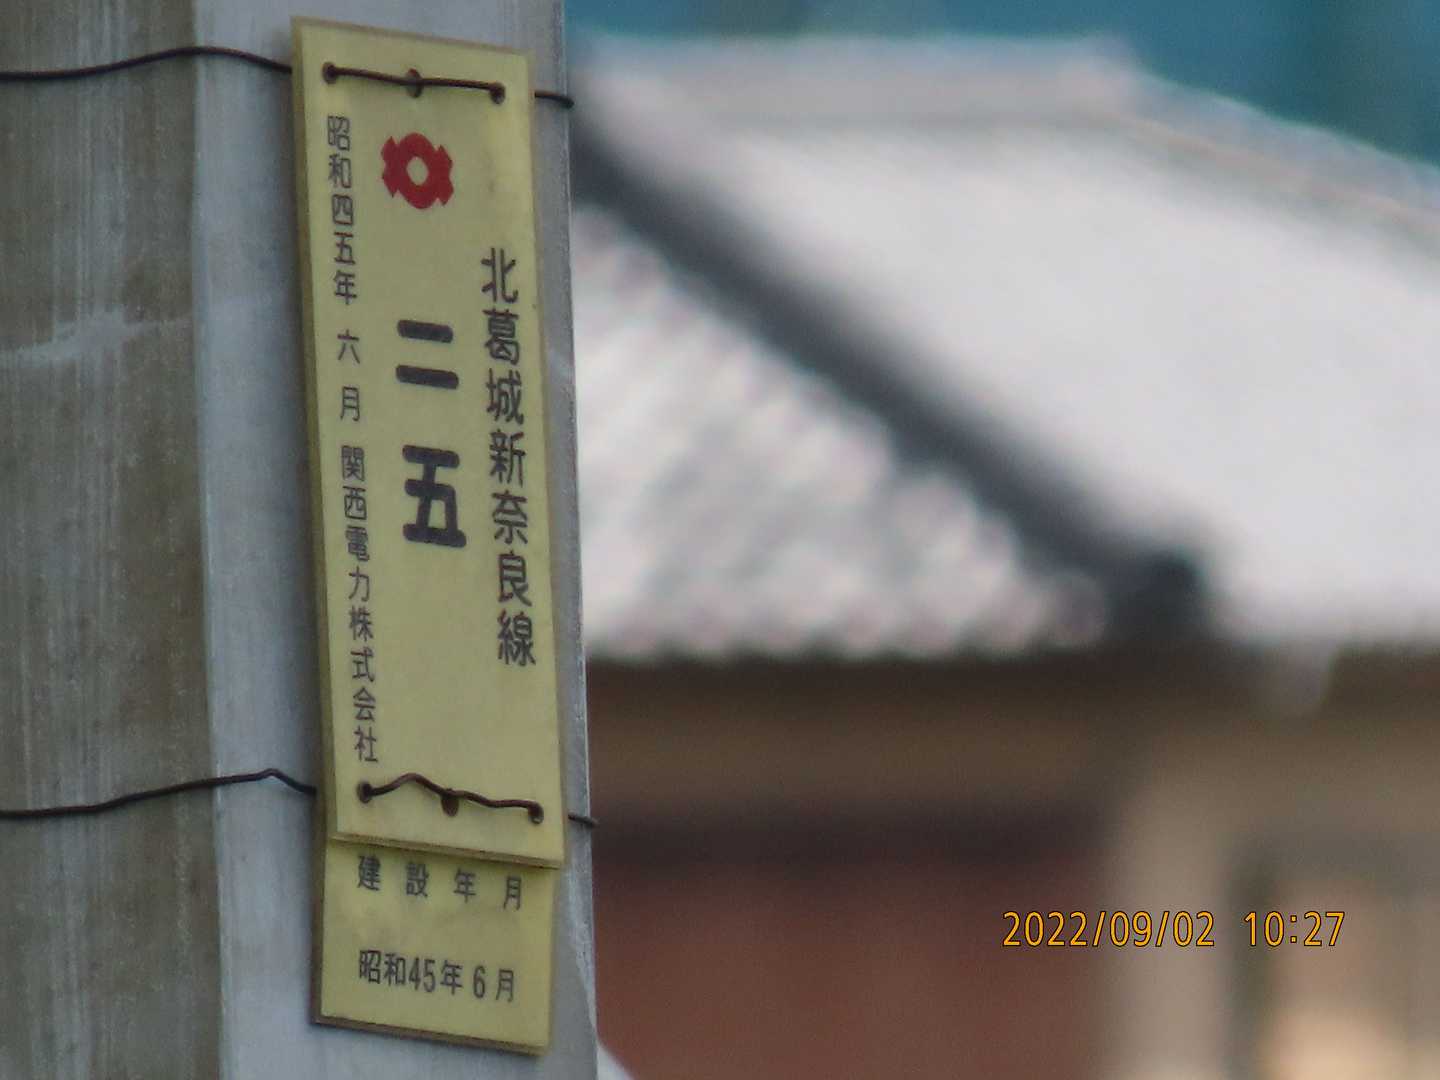 北葛城新奈良線
二五
昭和四五年 六月 関西電力株式会社
建設年月
昭和45年6月
2022/09/02 10:27